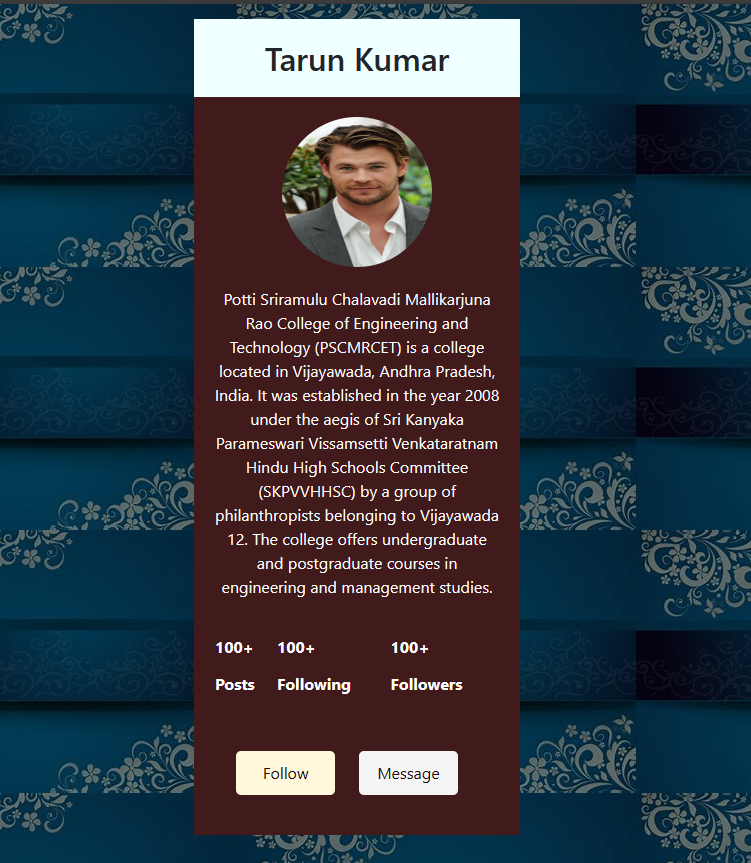 Tarun Kumar
Potti Sriramulu Chalavadi Mallikarjuna
Rao College of Engineering and
Technology (PSCMRCET) is a college
located in Vijayawada, Andhra Pradesh,
India. It was established in the year 2008
under the aegis of Sri Kanyaka
Parameswari Vissamsetti Venkataratnam
Hindu High Schools Committee
(SKPVVHHSC) by a group of
philanthropists belonging to Vijayawada
12. The college offers undergraduate
and postgraduate courses in
engineering and management studies.
100+ 100+ 100+
Posts Following Followers
Follow Message